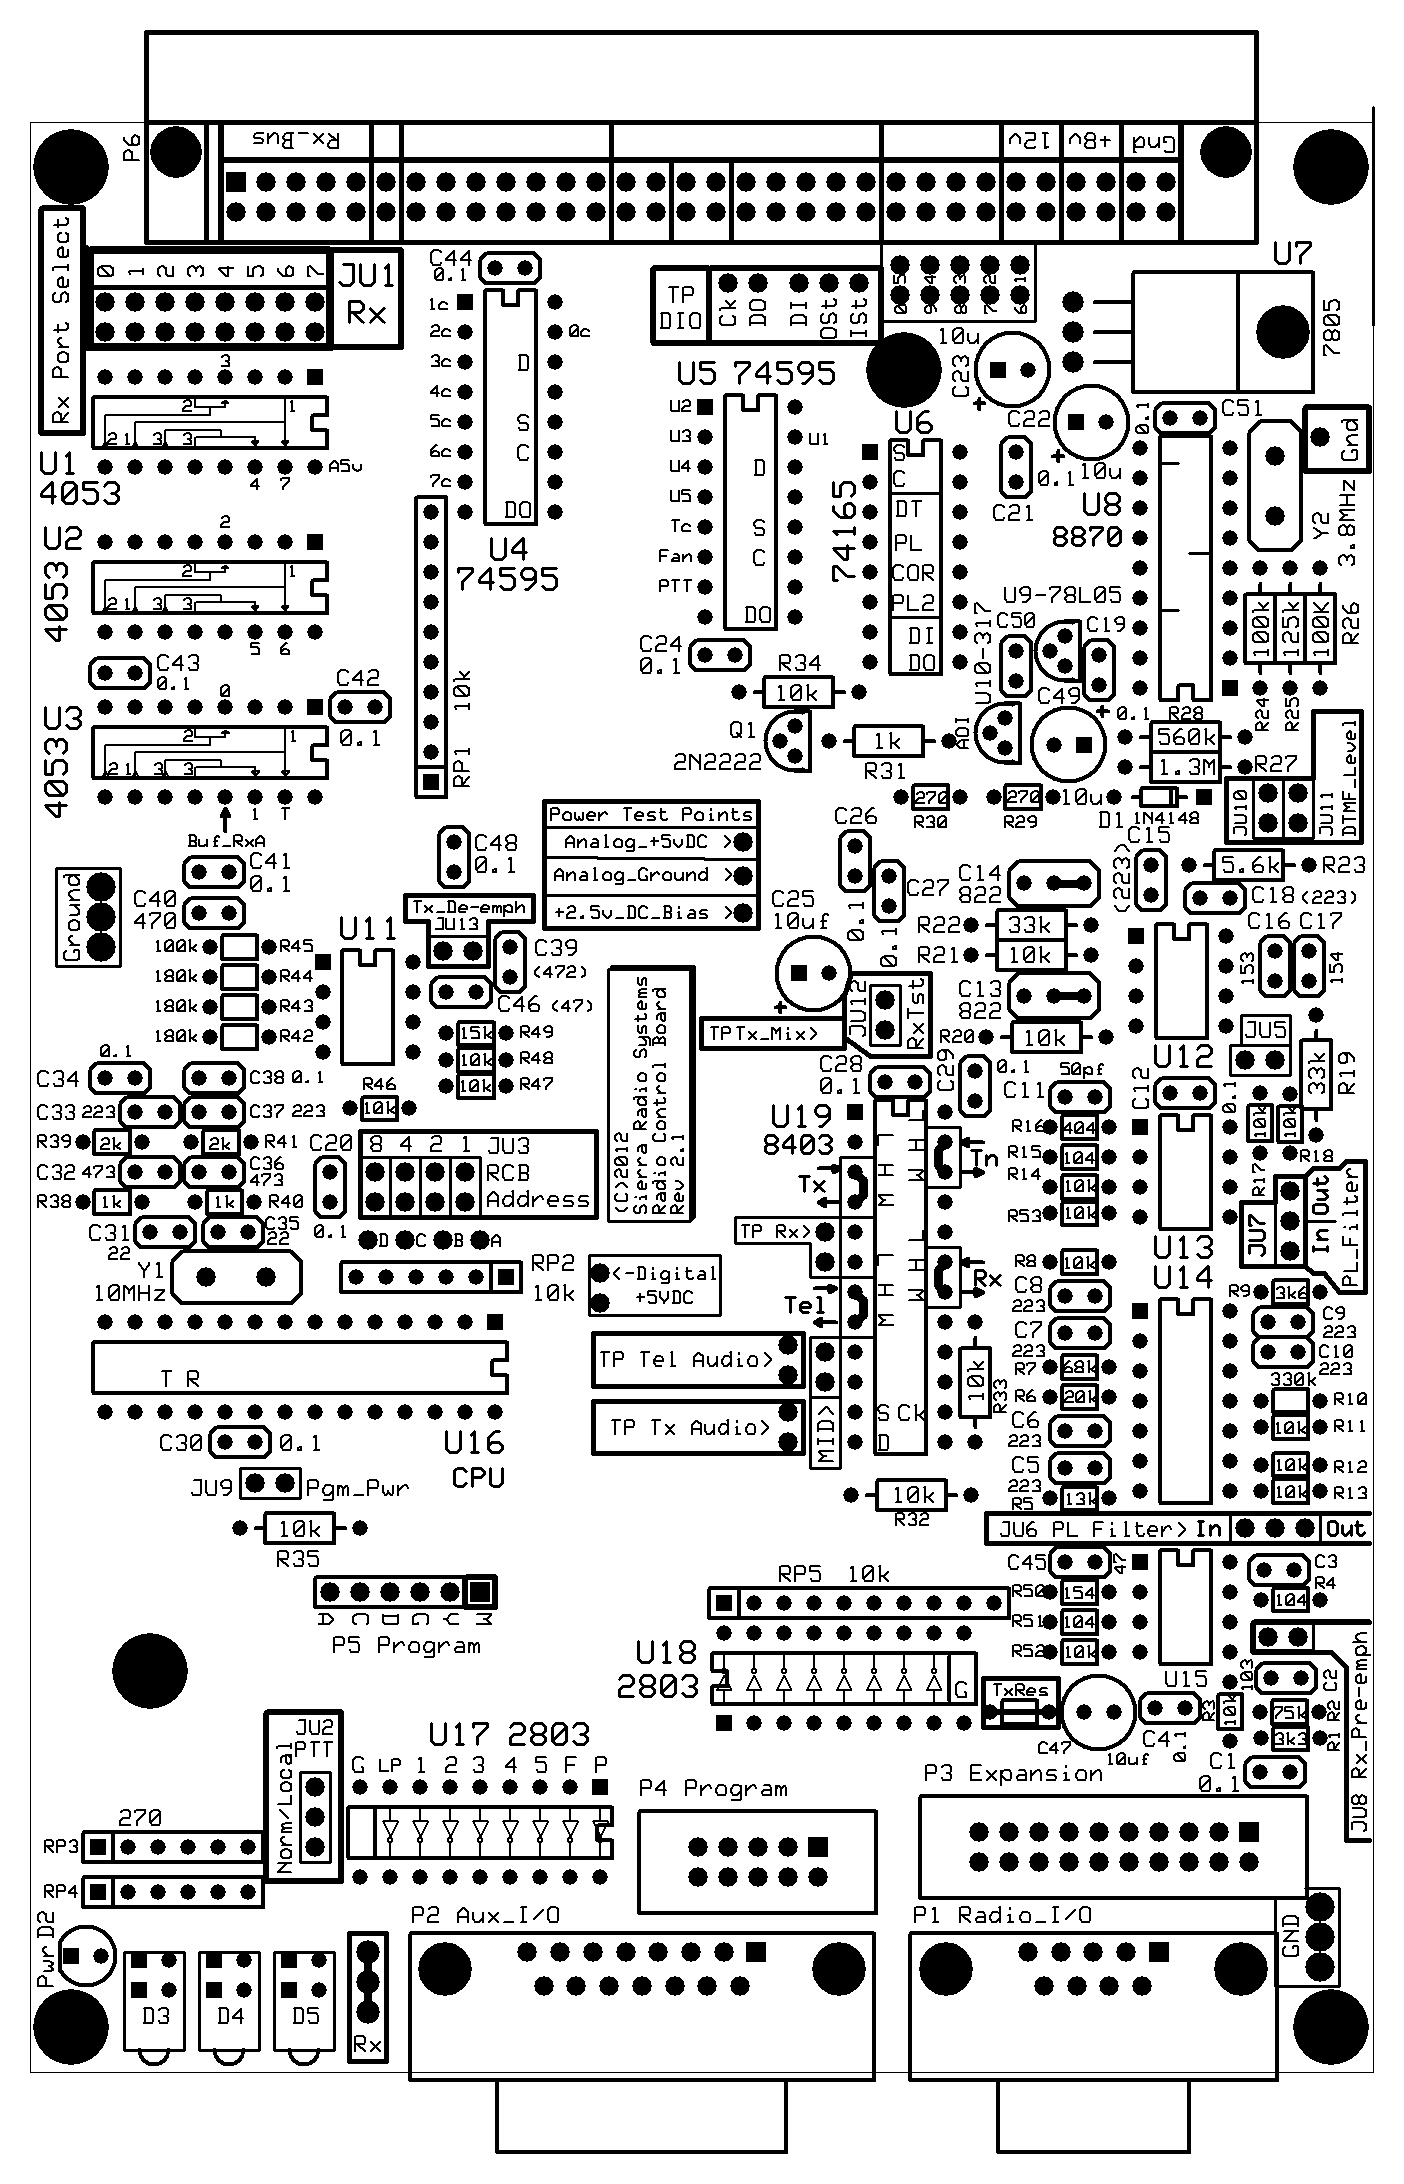 P6
Rx_Bus
12v
+8v
Gnd
Rx Port Select
0 1 2 3 4 5 6 7
JU1
Rx
C44
0.1
1c
2c
3c
4c
5c
6c
7c
0c
D
S
C
DO
U4
74595
TP
DIO
Ck
DO
DI
OSt
ISt
10u
C23
+
U7
7805
U5 74595
U2
U3
U4
U5
Tc
Fan
PTT
U1
D
S
C
DO
U6
74165
S
C
DT
PL
COR
PL2
DI
DO
C22
+
10u
0.1
C51
C21
0.1
U8
8870
Gnd
Y2
3.8MHz
3
2
1
2 1 3 3
A5v
4 7
U1
4053
U2
4053
2
2
1
2 1 3 3
5 6
C43
0.1
C42
0.1
U3
4053
0
2
1
2 1 3 3
1 T
Buf_RxA
10k
RP1
C24
0.1
R34
10k
Q1
2N2222
1k
R31
U9-78L05
C50
C19
U10-317
ADJ
C49
+
0.1
10u
100k
125k
100K
R26
R24
R25
R28
560k
1.3M
R27
270
R30
270
R29
D1
1N4148
JU10
JU11
DTMF_Level
Power Test Points
Analog_+5vDC >
Analog_Ground >
+2.5v_DC_Bias >
C48
0.1
C41
0.1
C40
470
Ground
100k R45
180k R44
180k R43
180k R42
U11
Tx_De-emph
JU13
C39
(472)
C46 (47)
15k R49
10k R48
10k R47
C26
0.1
C27
0.1
C25
10uf
+
C14
822
R22 33k
R21 10k
C13
822
R20 10k
C15
(223)
5.6k R23
C18 (223)
C16
153
C17
154
U12
JU5
33k
R19
TP Tx_Mix>
JU12
RxTst
(C)2012
Sierra Radio Systems
Radio Control Board
Rev 2.1
0.1
C34
C38 0.1
C33 223
C37 223
R39 2k
2k R41
C32 473
C36
473
R38 1k
1k R40
C31
22
C35
22
R46
10k
C20
0.1
8 4 2 1
JU3
RCB
Address
D C B A
Y1
10MHz
RP2
10k
C28
0.1
C29
0.1
U19
8403
L
H
M
Tx
Tn
TP Rx>
L
H
M
Rx
Tel
S
D
Ck
MID>
<-Digital
+5VDC
TP Tel Audio>
TP Tx Audio>
10k
R33
10k
R32
50pf
C11
C12
0.1
R16 404
R15 104
R14 10k
R53 10k
10k
10k
R17
R18
U13
U14
JU7
In Out
PL_Filter
R8 10k
C8
223
C7
223
R7 68k
R6 20k
C6
223
C5
223
R5 13k
R9 3k6
C9
223
C10
223
330k
R10
10k R11
10k R12
10k R13
T R
U16
CPU
C30 0.1
JU9
Pgm_Pwr
10k
R35
A C D G Y M
P5 Program
JU6 PL Filter> In
Out
C45
47
R50 154
R51 104
R52 10k
C3
R4
104
U15
103
C2
R3
10k
75k R2
3k3 R1
JU8 Rx_Pre-emph
RP5 10k
U18
2803
G
TxRes
C47
10uf
C4
0.1
C1
0.1
U17 2803
G LP 1 2 3 4 5 F P
JU2
PTT
Norm/Local
270
RP3
RP4
P4 Program
P3 Expansion
P2 Aux_I/O
P1 Radio_I/O
GND
Pwr D2
D3
D4
D5
Rx